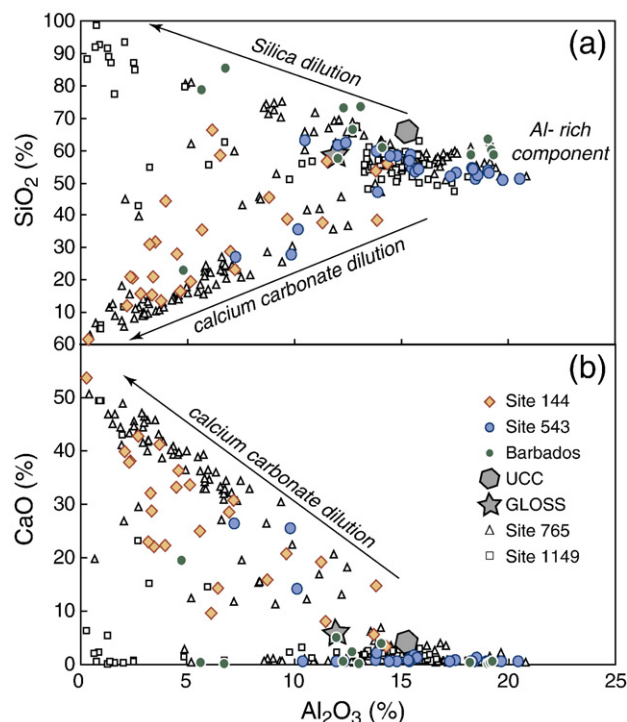 (a)
100
90
80
70
60
50
40
30
20
10
60
SiO2 (%)
Silica dilution
Al- rich
component
calcium carbonate dilution
(b)
50
40
30
20
10
0
CaO (%)
calcium carbonate dilution
Site 144
Site 543
Barbados
UCC
GLOSS
Site 765
Site 1149
0 5 10 15 20 25
Al2O3 (%)